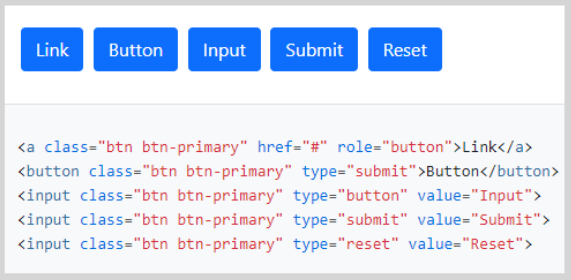 Link Button Input Submit Reset
<a class="btn btn-primary" href="#" role="button">Link</a>
<button class="btn btn-primary" type="submit">Button</button>
<input class="btn btn-primary" type="button" value="Input">
<input class="btn btn-primary" type="submit" value="Submit">
<input class="btn btn-primary" type="reset" value="Reset">